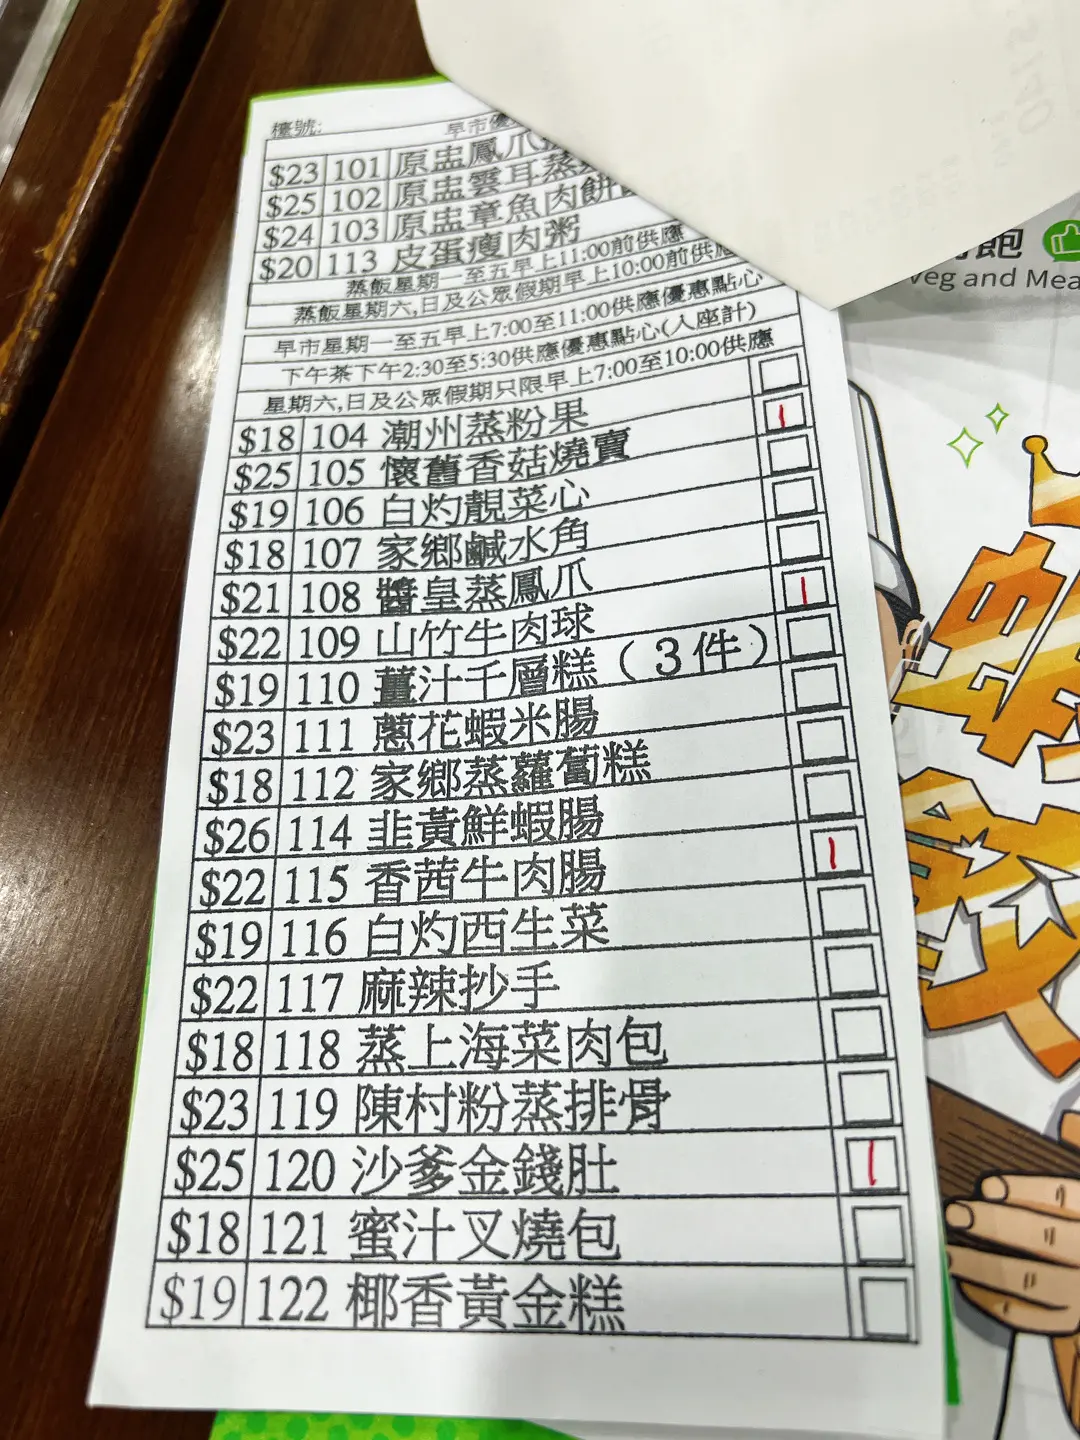 檯號:
早市優
$23 101 原盅鳳爪
$25 102 原盅雲耳蒸
$24 103 原盅章魚肉餅
$20 113 皮蛋瘦肉粥
蒸飯星期一至五早上11:00前供應
蒸飯星期六,日及公眾假期早上10:00前供應
早市星期一至五早上7:00至11:00供應優惠點心
下午茶下午2:30至5:30供應優惠點心(入座計)
星期六,日及公眾假期只限早上7:00至10:00供應
$18 104 潮州蒸粉果
$25 105 懷舊香菇燒賣
$19 106 白灼靚菜心
$18 107 家鄉鹹水角
$21 108 醬皇蒸鳳爪
$22 109 山竹牛肉球
$19 110 薑汁千層糕（3件）
$23 111 蔥花蝦米腸
$18 112 家鄉蒸蘿蔔糕
$26 114 韭黃鮮蝦腸
$22 115 香茜牛肉腸
$19 116 白灼西生菜
$22 117 麻辣抄手
$18 118 蒸上海菜肉包
$23 119 陳村粉蒸排骨
$25 120 沙爹金錢肚
$18 121 蜜汁叉燒包
$19 122 椰香黃金糕
飽
Veg and Mea